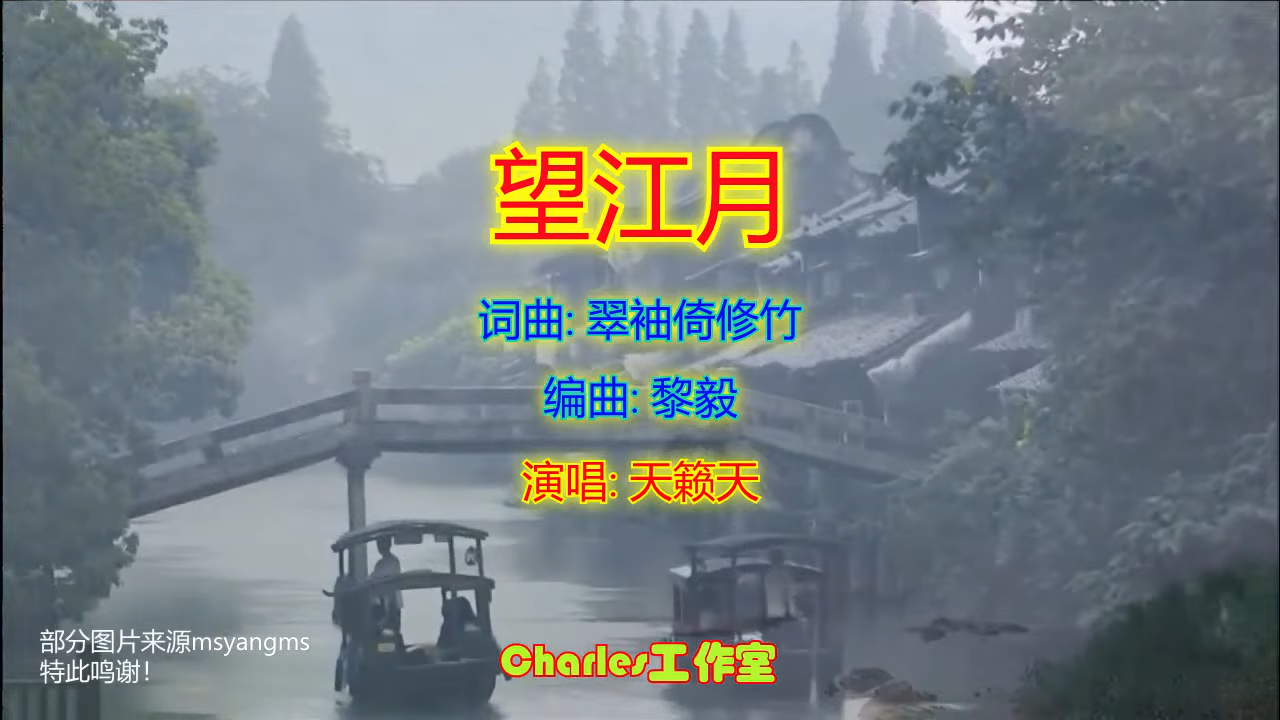 望江月
词曲: 翠袖倚修竹
编曲: 黎毅
演唱: 天籁天
部分图片来源msyangms
特此鸣谢!
Charles工作室